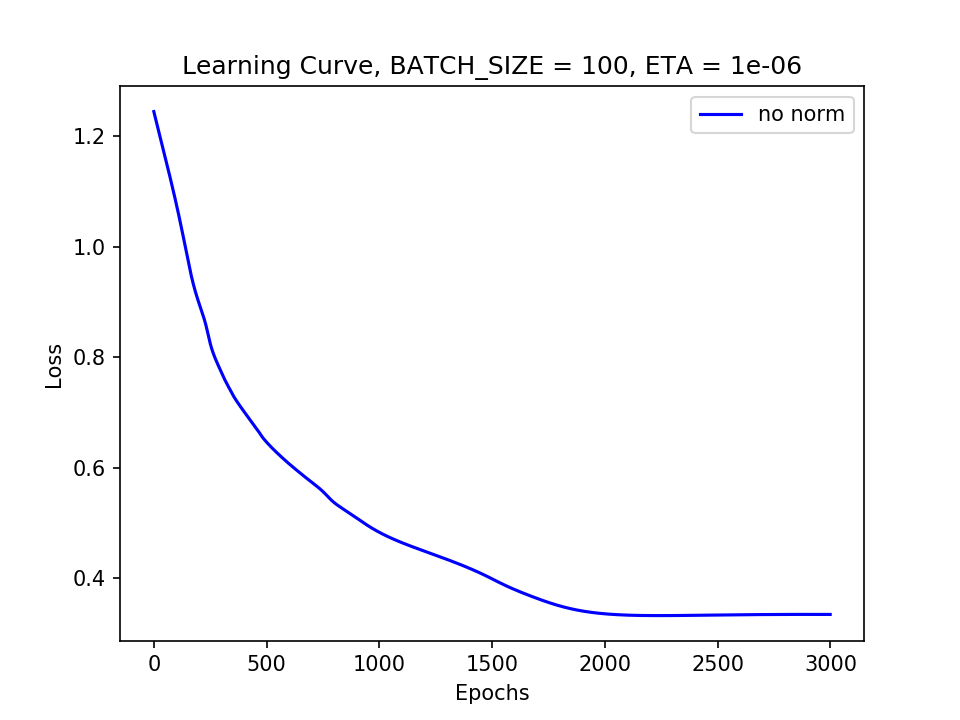 Learning Curve, BATCH_SIZE = 100, ETA = 1e-06
no norm
1.2
1.0
0.8
0.6
0.4
Loss
0 500 1000 1500 2000 2500 3000
Epochs